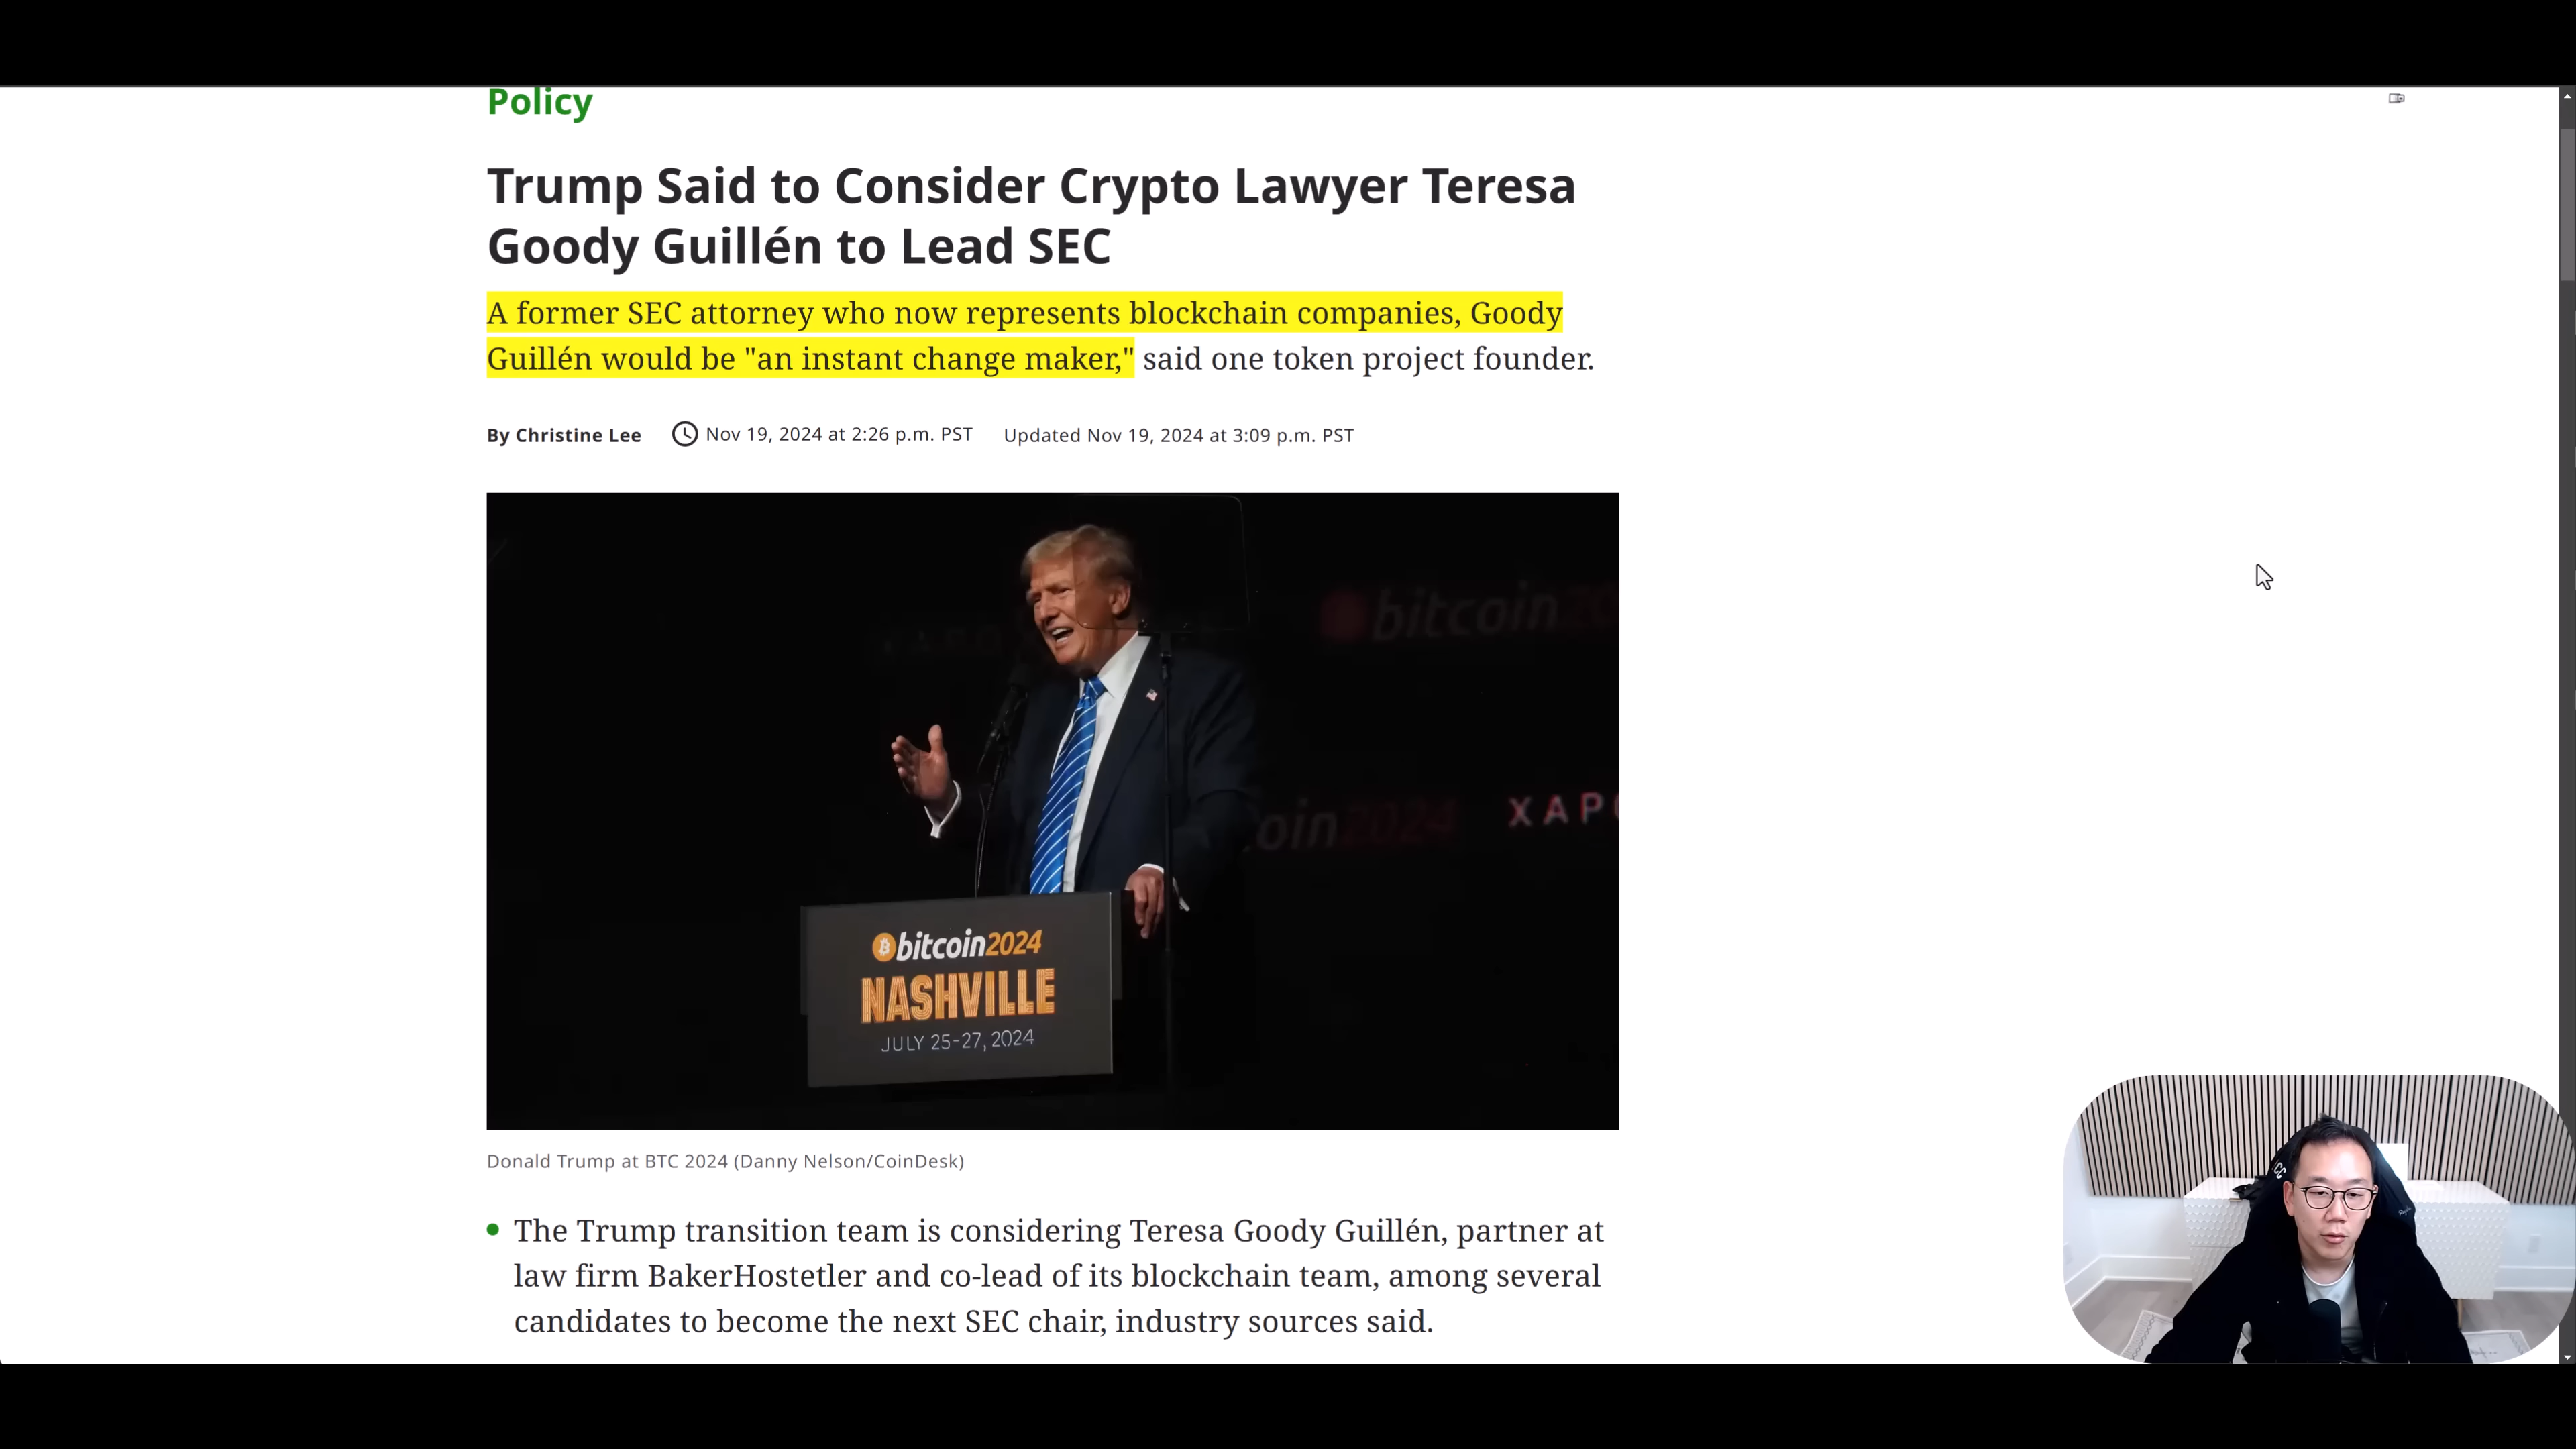 Policy
Trump Said to Consider Crypto Lawyer Teresa
Goody Guillén to Lead SEC
A former SEC attorney who now represents blockchain companies, Goody
Guillén would be "an instant change maker," said one token project founder.
By Christine Lee Nov 19, 2024 at 2:26 p.m. PST Updated Nov 19, 2024 at 3:09 p.m. PST
bitcoin
coin2024 XAPO
bitcoin2024
NASHVILLE
JULY 25-27, 2024
Donald Trump at BTC 2024 (Danny Nelson/CoinDesk)
The Trump transition team is considering Teresa Goody Guillén, partner at
law firm BakerHostetler and co-lead of its blockchain team, among several
candidates to become the next SEC chair, industry sources said.